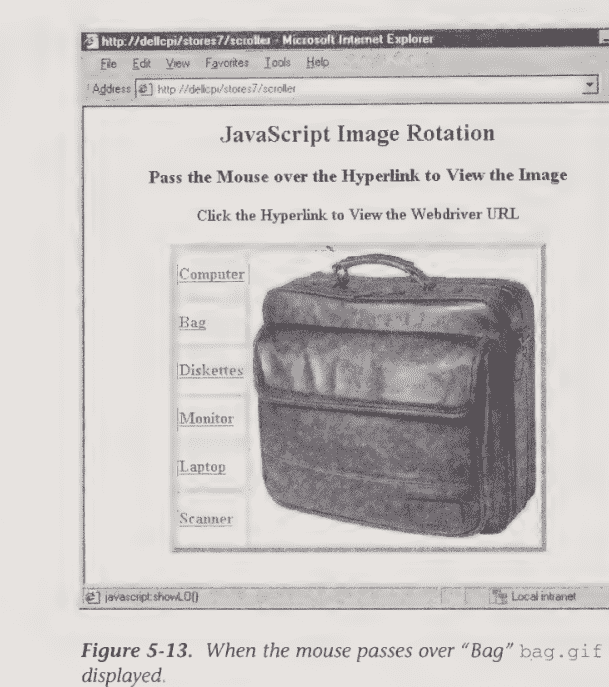 http://dellcpi/stores7/scroller - Microsoft Internet Explorer
File Edit View Favorites Tools Help
Address http://dellcpi/stores7/scroller
JavaScript Image Rotation
Pass the Mouse over the Hyperlink to View the Image
Click the Hyperlink to View the Webdriver URL
Computer
Bag
Diskettes
Monitor
Laptop
Scanner
javascript:showLO() Local intranet
Figure 5-13. When the mouse passes over "Bag" bag.gif
displayed.